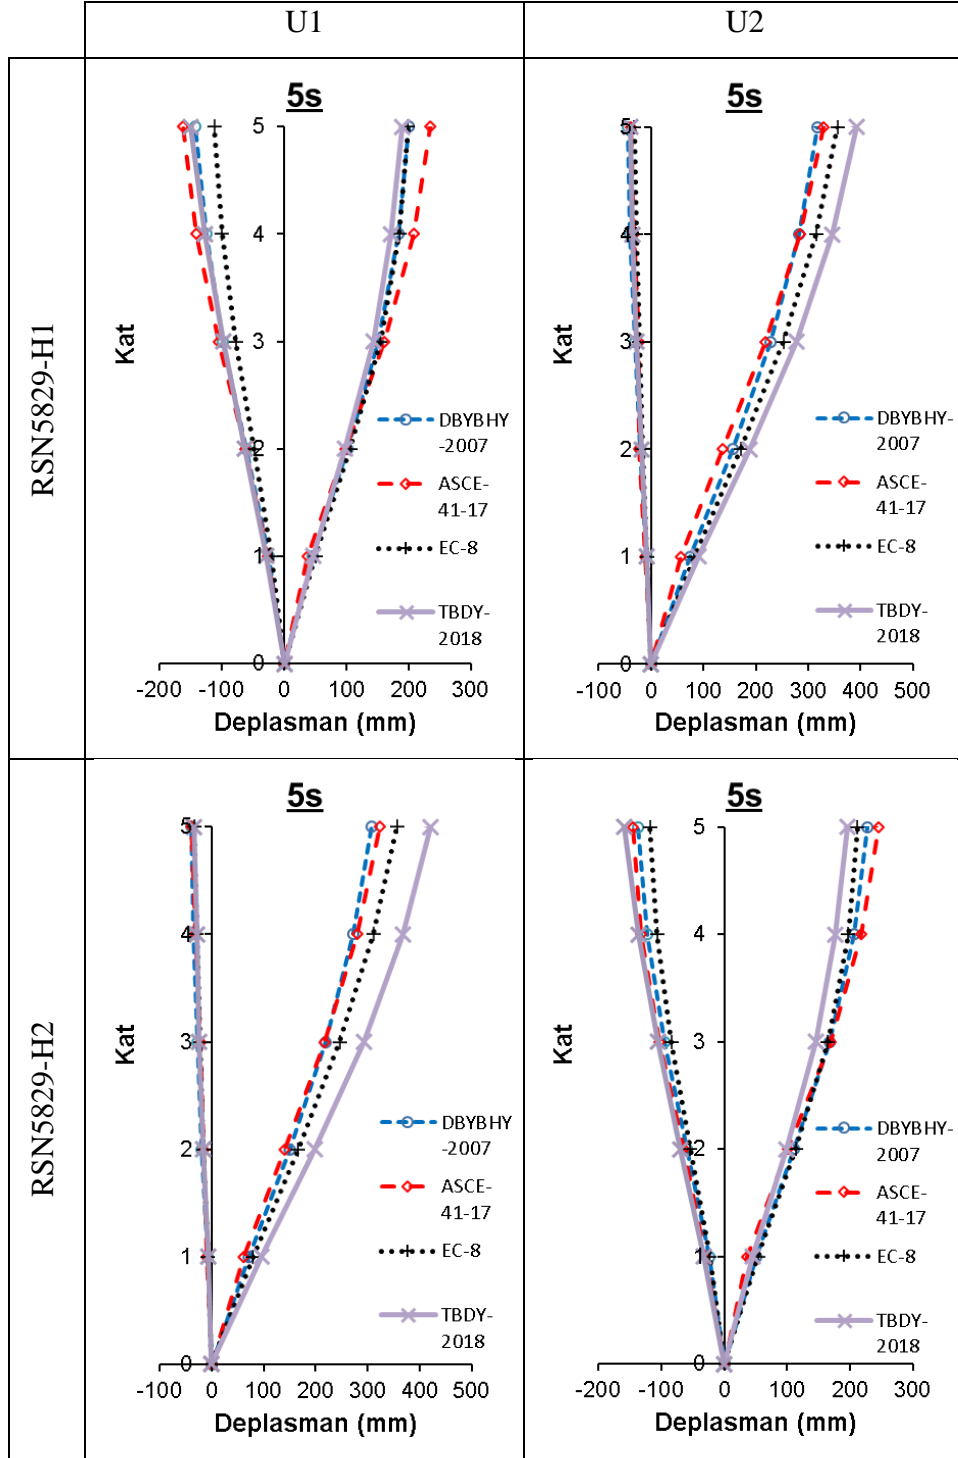 U1
U2
RSN5829-H1
5s
Kat
5
4
3
2
1
0
DBYBHY
-2007
ASCE-
41-17
EC-8
TBDY-
2018
-200 -100 0 100 200 300
Deplasman (mm)
5s
Kat
5
4
3
2
1
0
DBYBHY-
2007
ASCE-
41-17
EC-8
TBDY-
2018
-100 0 100 200 300 400 500
Deplasman (mm)
RSN5829-H2
5s
Kat
5
4
3
2
1
0
DBYBHY
-2007
ASCE-
41-17
EC-8
TBDY-
2018
-100 0 100 200 300 400 500
Deplasman (mm)
5s
Kat
5
4
3
2
1
0
DBYBHY-
2007
ASCE-
41-17
EC-8
TBDY-
2018
-200 -100 0 100 200 300
Deplasman (mm)